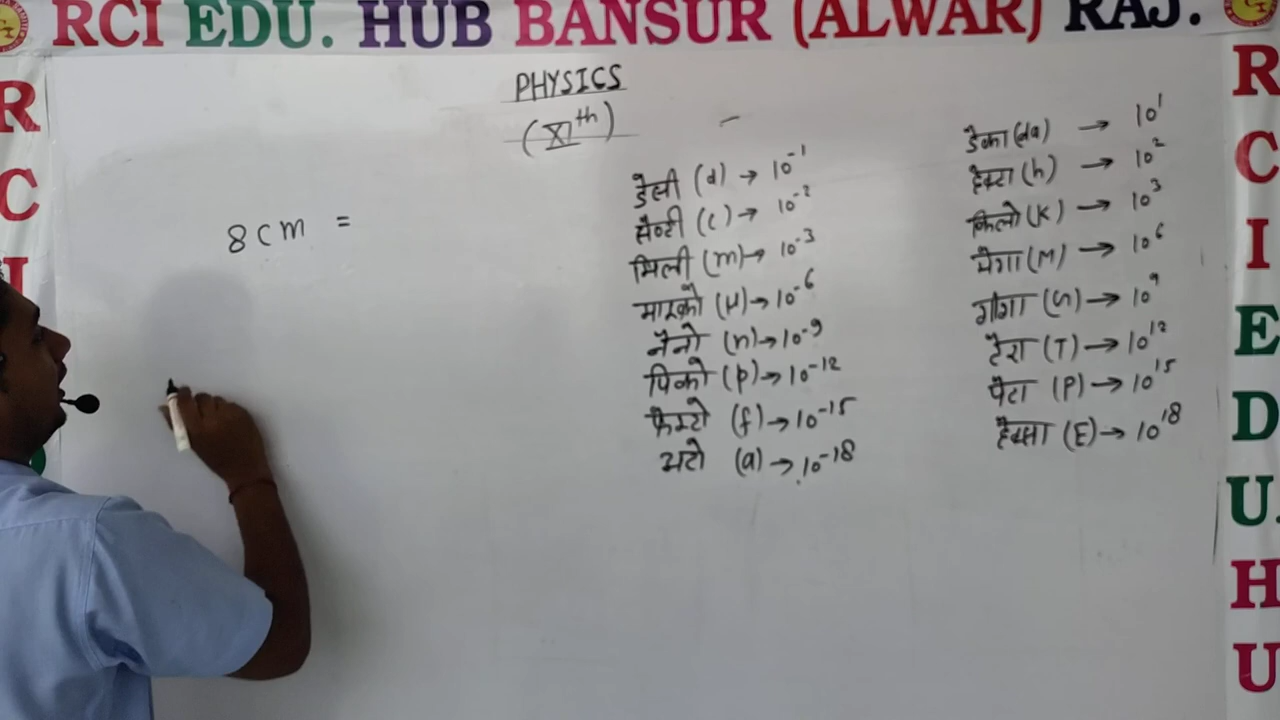 RCI EDU. HUB BANSUR (ALWAR) RAJ.
PHYSICS
(XIth)
8 cm =
डेसी (d) → 10⁻¹
सेन्टी (c) → 10⁻²
मिली (m) → 10⁻³
माइक्रो (μ) → 10⁻⁶
नैनो (n) → 10⁻⁹
पिको (p) → 10⁻¹²
फेम्टो (f) → 10⁻¹⁵
अटो (a) → 10⁻¹⁸
डेका (da) → 10¹
हेक्टा (h) → 10²
किलो (K) → 10³
मेगा (M) → 10⁶
गीगा (G) → 10⁹
टेरा (T) → 10¹²
पेटा (P) → 10¹⁵
हैक्सा (E) → 10¹⁸
R
C
I
R
C
I
E
D
U.
H
U